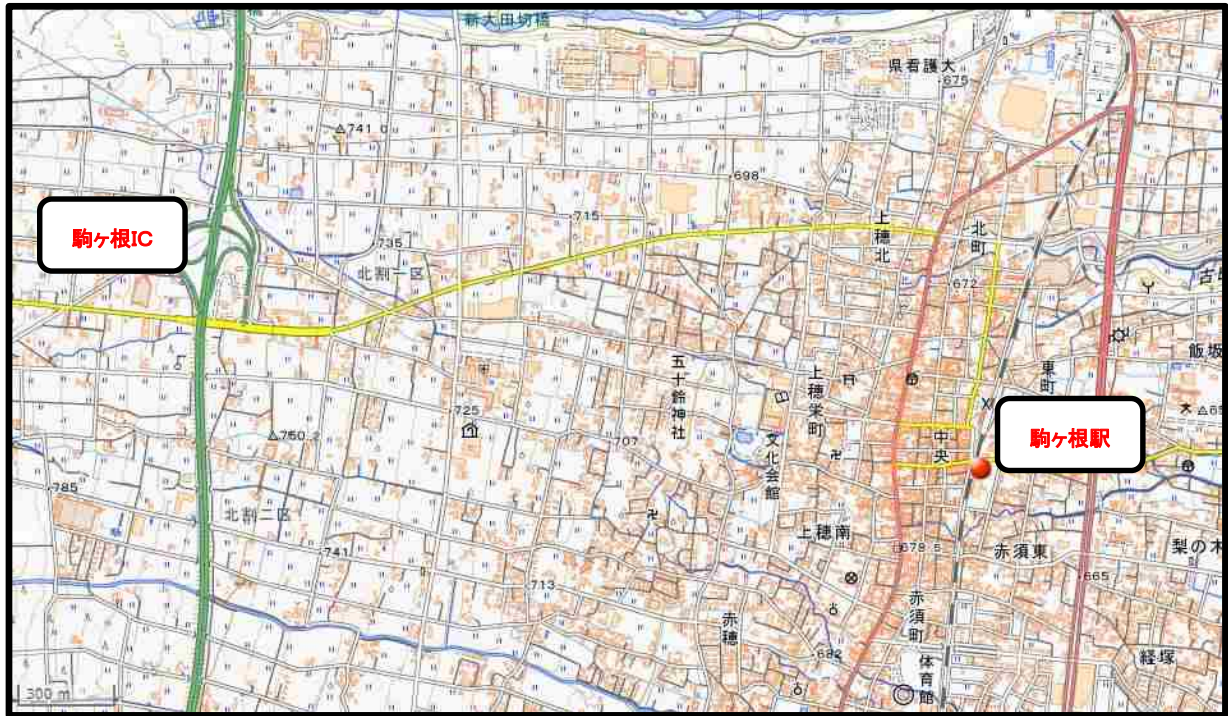 新大田切橋
県看護大
675
△741.0
698
715
上穂北
北町
駒ヶ根IC
735
北割一区
672
古
飯坂
東町
五十鈴神社
上穂栄町
725
707
文化会館
中央
駒ヶ根駅
△750.2
785
北割二区
741
上穂南
678.5
赤須東
梨の木
713
665
赤穂
赤須町
682
体育館
経塚
300 m